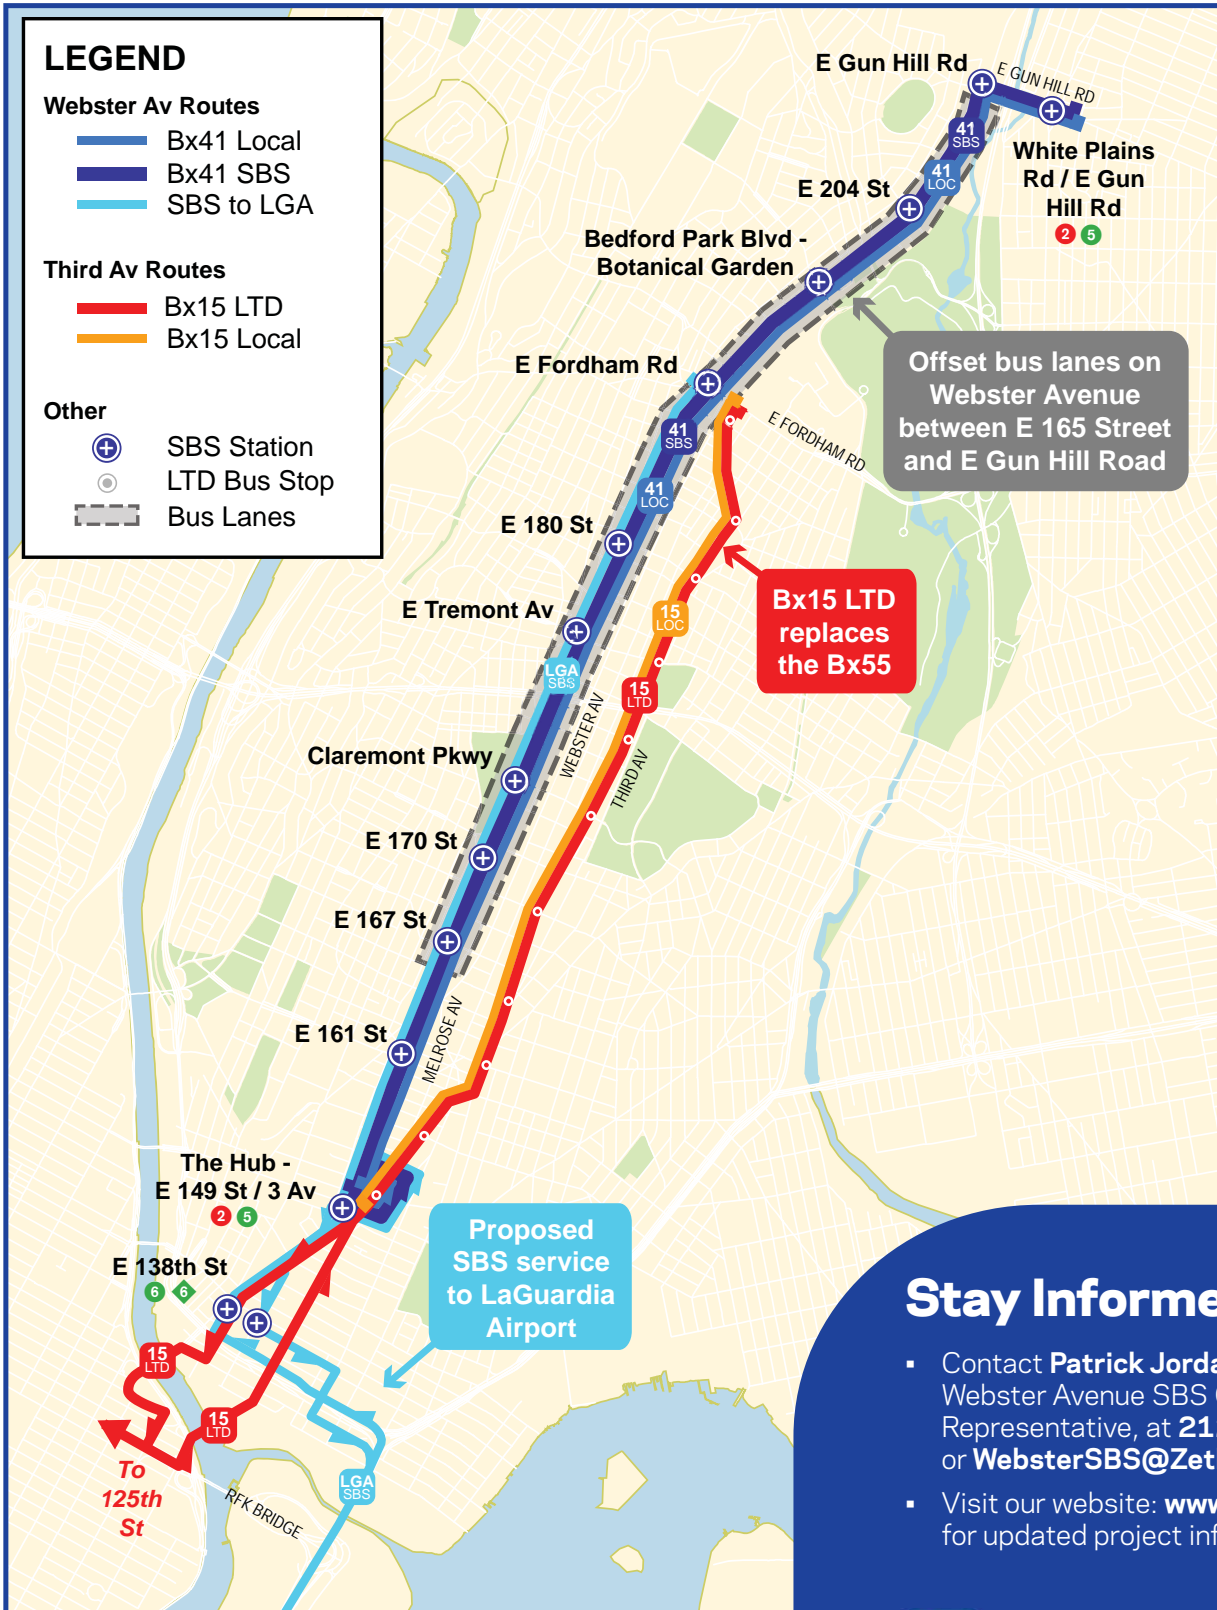 LEGEND
Webster Av Routes
Bx41 Local
Bx41 SBS
SBS to LGA
Third Av Routes
Bx15 LTD
Bx15 Local
Other
SBS Station
LTD Bus Stop
Bus Lanes
E Gun Hill Rd
E GUN HILL RD
41
SBS
White Plains
Rd / E Gun
Hill Rd
2 5
41
LOC
E 204 St
Bedford Park Blvd -
Botanical Garden
Offset bus lanes on
Webster Avenue
between E 165 Street
and E Gun Hill Road
E Fordham Rd
E FORDHAM RD
41
SBS
41
LOC
E 180 St
Bx15 LTD
replaces
the Bx55
15
LOC
E Tremont Av
LGA
SBS
15
LTD
WEBSTER AV
THIRD AV
Claremont Pkwy
E 170 St
E 167 St
MELROSE AV
E 161 St
The Hub -
E 149 St / 3 Av
2 5
Proposed
SBS service
to LaGuardia
Airport
E 138th St
6 6
15
LTD
15
LTD
To
125th
St
LGA
SBS
RFK BRIDGE
Stay Informe
▪ Contact Patrick Jorda
Webster Avenue SBS
Representative, at 21
or WebsterSBS@Zet
▪ Visit our website: www
for updated project inf